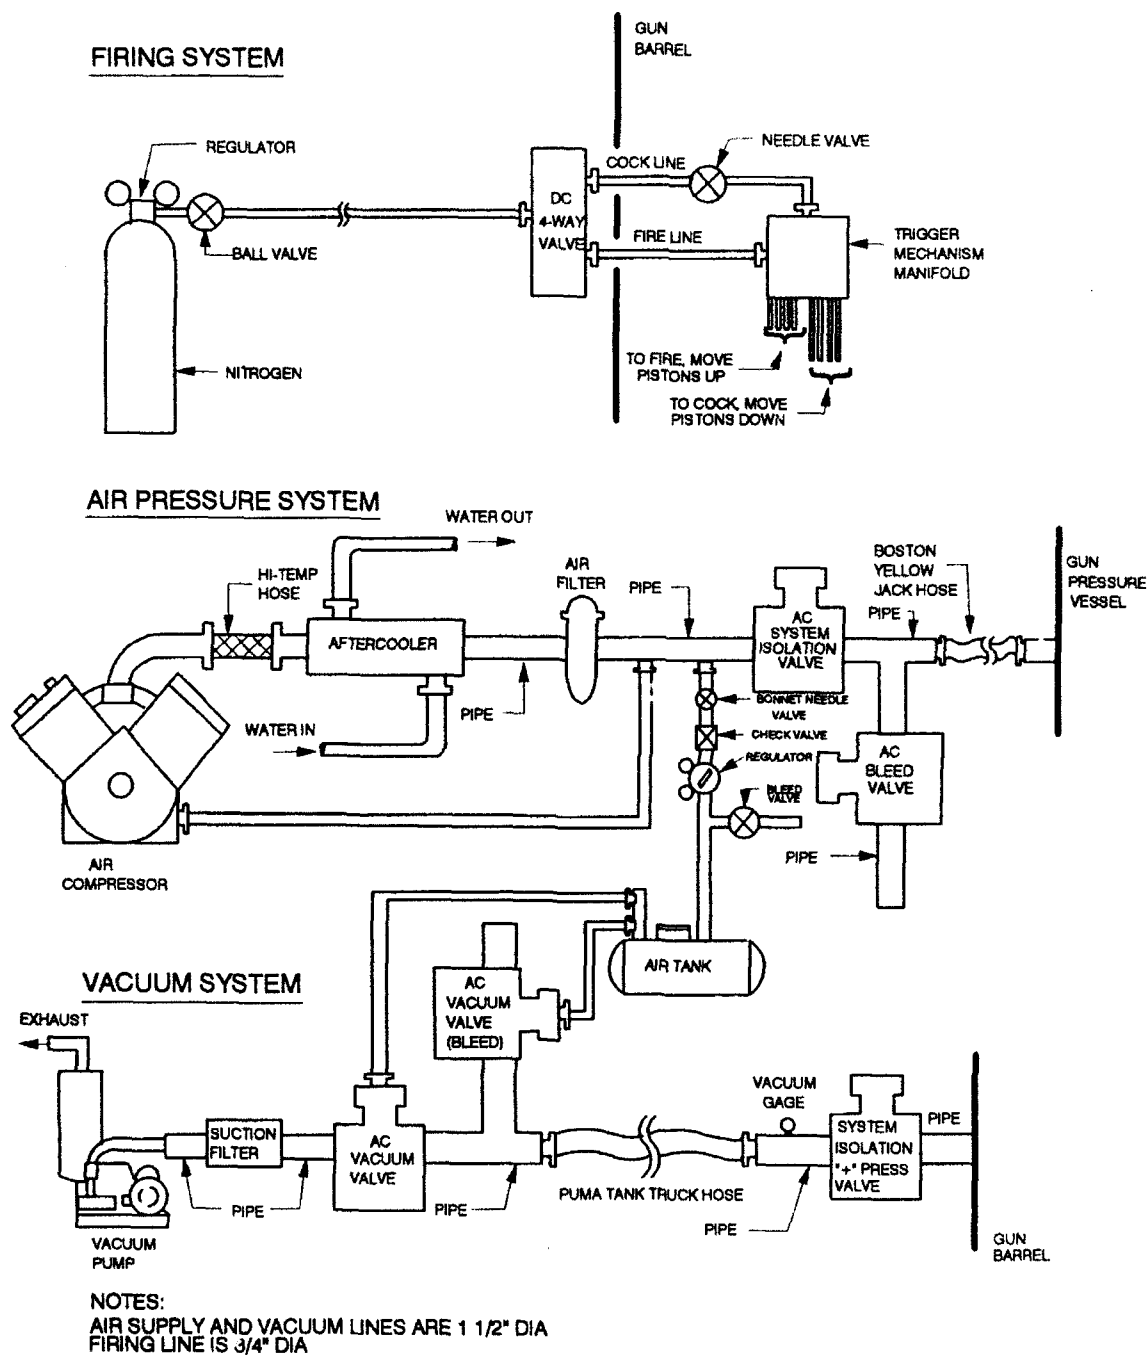 FIRING SYSTEM
GUN
BARREL
REGULATOR
NEEDLE VALVE
COCK LINE
DC
4-WAY
VALVE
BALL VALVE
FIRE LINE
TRIGGER
MECHANISM
MANIFOLD
NITROGEN
TO FIRE, MOVE
PISTONS UP
TO COCK, MOVE
PISTONS DOWN
AIR PRESSURE SYSTEM
WATER OUT
HI-TEMP
HOSE
AIR
FILTER
PIPE
BOSTON
YELLOW
JACK HOSE
GUN
PRESSURE
VESSEL
AFTERCOOLER
AC
SYSTEM
ISOLATION
VALVE
PIPE
PIPE
WATER IN
BONNET NEEDLE
VALVE
CHECK VALVE
REGULATOR
BLEED
VALVE
AC
BLEED
VALVE
PIPE
AIR
COMPRESSOR
AIR TANK
VACUUM SYSTEM
AC
VACUUM
VALVE
(BLEED)
EXHAUST
SUCTION
FILTER
AC
VACUUM
VALVE
VACUUM
GAGE
SYSTEM
ISOLATION
"+" PRESS
VALVE
PIPE
PIPE
PIPE
PUMA TANK TRUCK HOSE
PIPE
VACUUM
PUMP
GUN
BARREL
NOTES:
AIR SUPPLY AND VACUUM LINES ARE 1 1/2" DIA
FIRING LINE IS 3/4" DIA